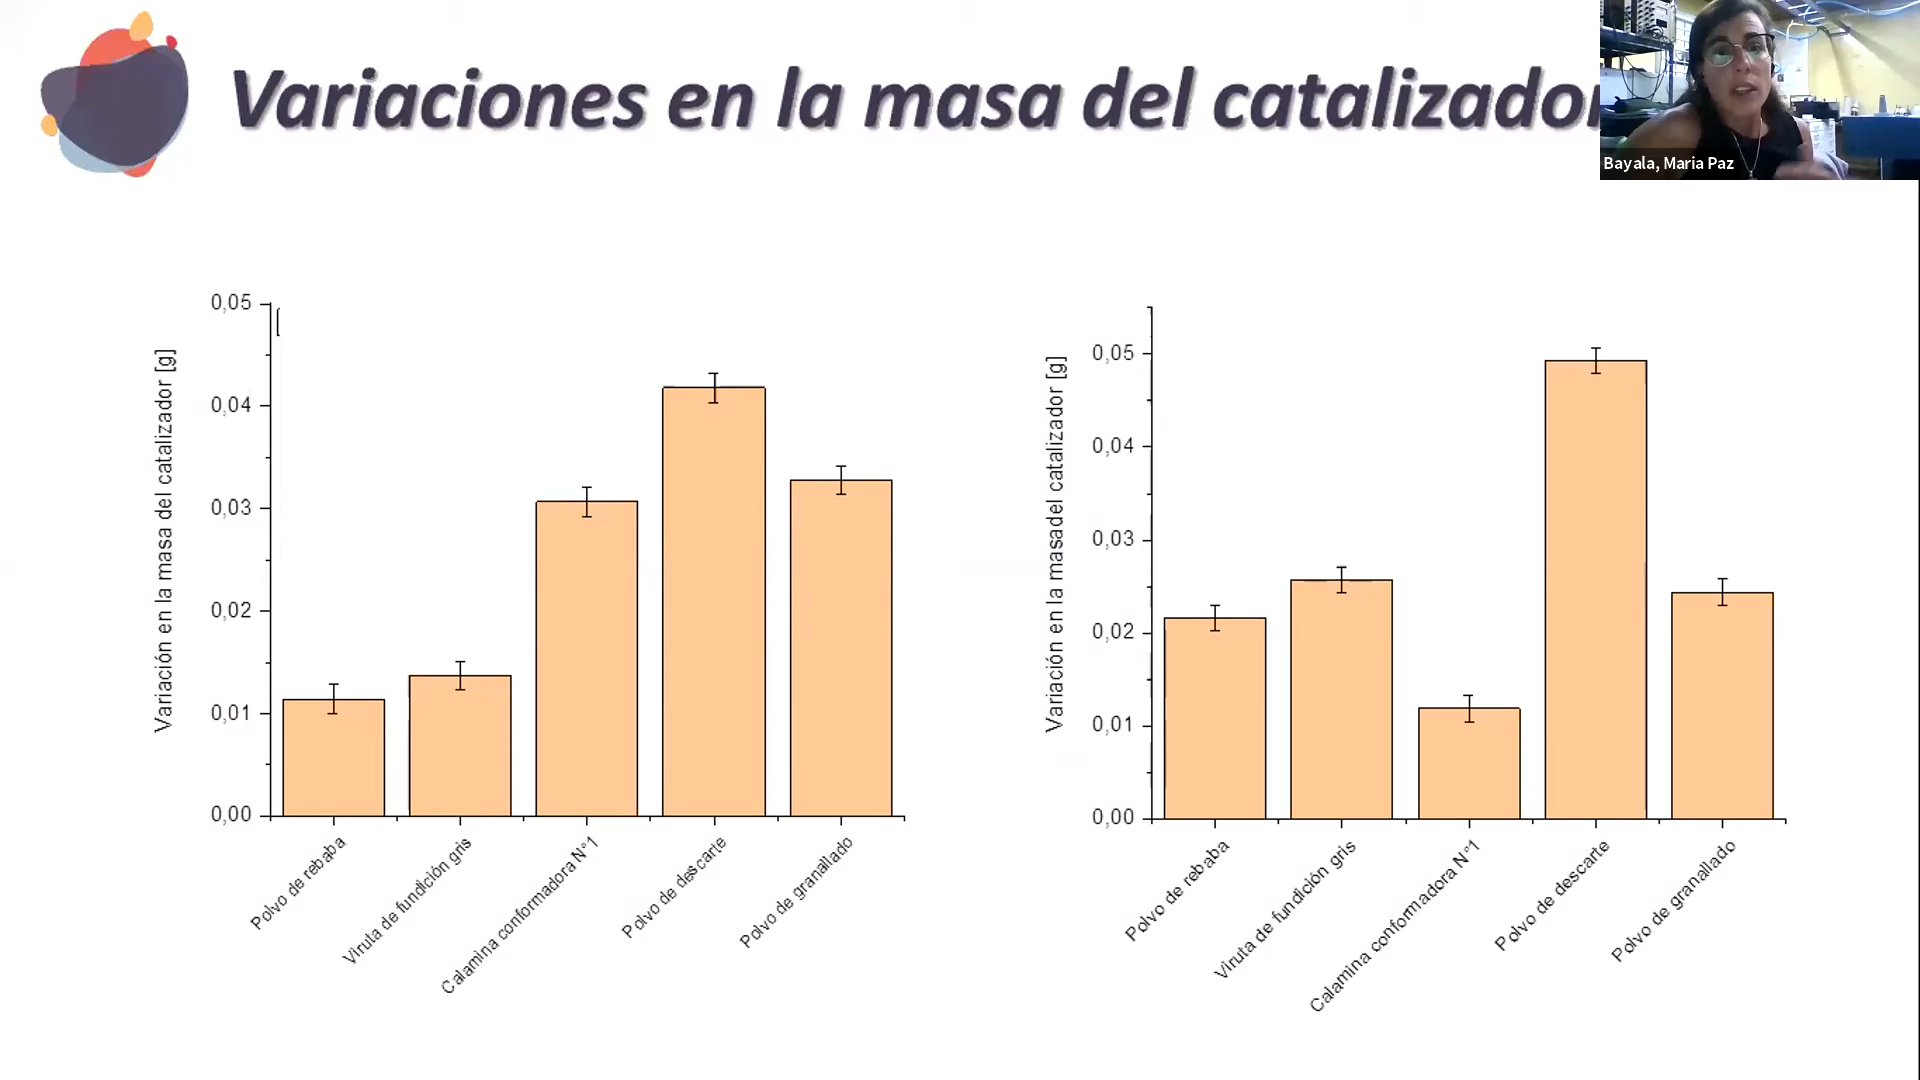 Variaciones en la masa del catalizador
Bayala, Maria Paz
Variación en la masa del catalizador [g]
0,05
0,04
0,03
0,02
0,01
0,00
Polvo de rebaba
Viruta de fundición gris
Calamina conformadora N°1
Polvo de descarte
Polvo de granallado
Variación en la masadel catalizador [g]
0,05
0,04
0,03
0,02
0,01
0,00
Polvo de rebaba
Viruta de fundición gris
Calamina conformadora N°1
Polvo de descarte
Polvo de granallado